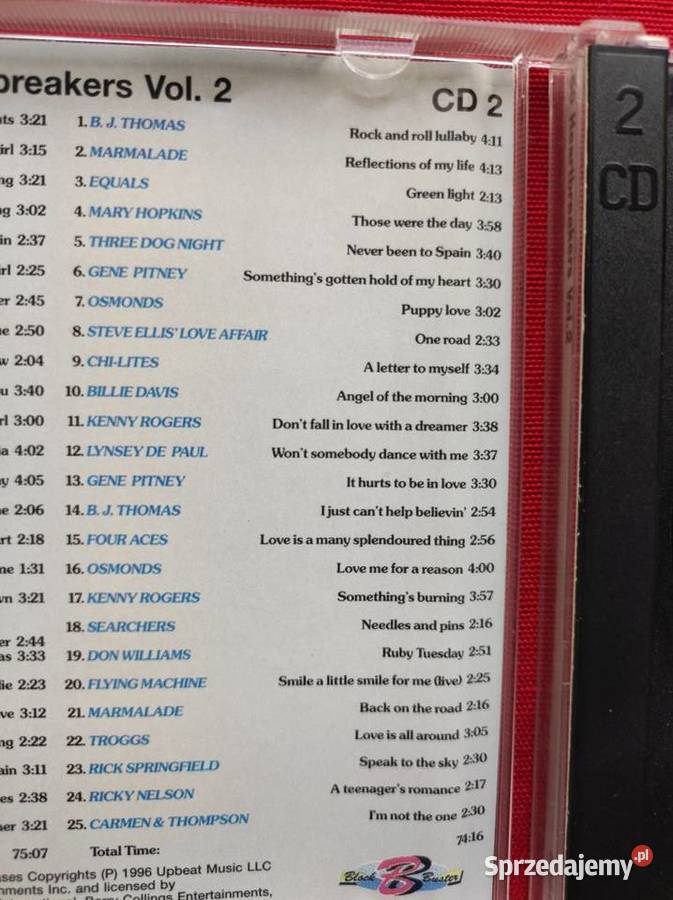 breakers Vol. 2
CD 2
nts 3:21
irl 3:15
ng 3:21
ng 3:02
in 2:37
irl 2:25
er 2:45
ne 2:50
w 2:04
u 3:40
rl 3:00
ia 4:02
ny 4:05
ne 2:06
rt 2:18
ne 1:31
wn 3:21
er 2:44
as 3:33
lie 2:23
ve 3:12
ng 2:22
ain 3:11
es 2:38
ner 3:21
75:07
1. B. J. THOMAS Rock and roll lullaby 4:11
2. MARMALADE Reflections of my life 4:13
3. EQUALS Green light 2:13
4. MARY HOPKINS Those were the day 3:58
5. THREE DOG NIGHT Never been to Spain 3:40
6. GENE PITNEY Something's gotten hold of my heart 3:30
7. OSMONDS Puppy love 3:02
8. STEVE ELLIS' LOVE AFFAIR One road 2:33
9. CHI-LITES A letter to myself 3:34
10. BILLIE DAVIS Angel of the morning 3:00
11. KENNY ROGERS Don't fall in love with a dreamer 3:38
12. LYNSEY DE PAUL Won't somebody dance with me 3:37
13. GENE PITNEY It hurts to be in love 3:30
14. B. J. THOMAS I just can't help believin' 2:54
15. FOUR ACES Love is a many splendoured thing 2:56
16. OSMONDS Love me for a reason 4:00
17. KENNY ROGERS Something's burning 3:57
18. SEARCHERS Needles and pins 2:16
19. DON WILLIAMS Ruby Tuesday 2:51
20. FLYING MACHINE Smile a little smile for me (live) 2:25
21. MARMALADE Back on the road 2:16
22. TROGGS Love is all around 3:05
23. RICK SPRINGFIELD Speak to the sky 2:30
24. RICKY NELSON A teenager's romance 2:17
25. CARMEN & THOMPSON I'm not the one 2:30
Total Time: 74:16
ses Copyrights (P) 1996 Upbeat Music LLC
nments Inc. and licensed by
Barry Collings Entertainments,
Block Buster!
2
CD
Sprzedajemy.pl